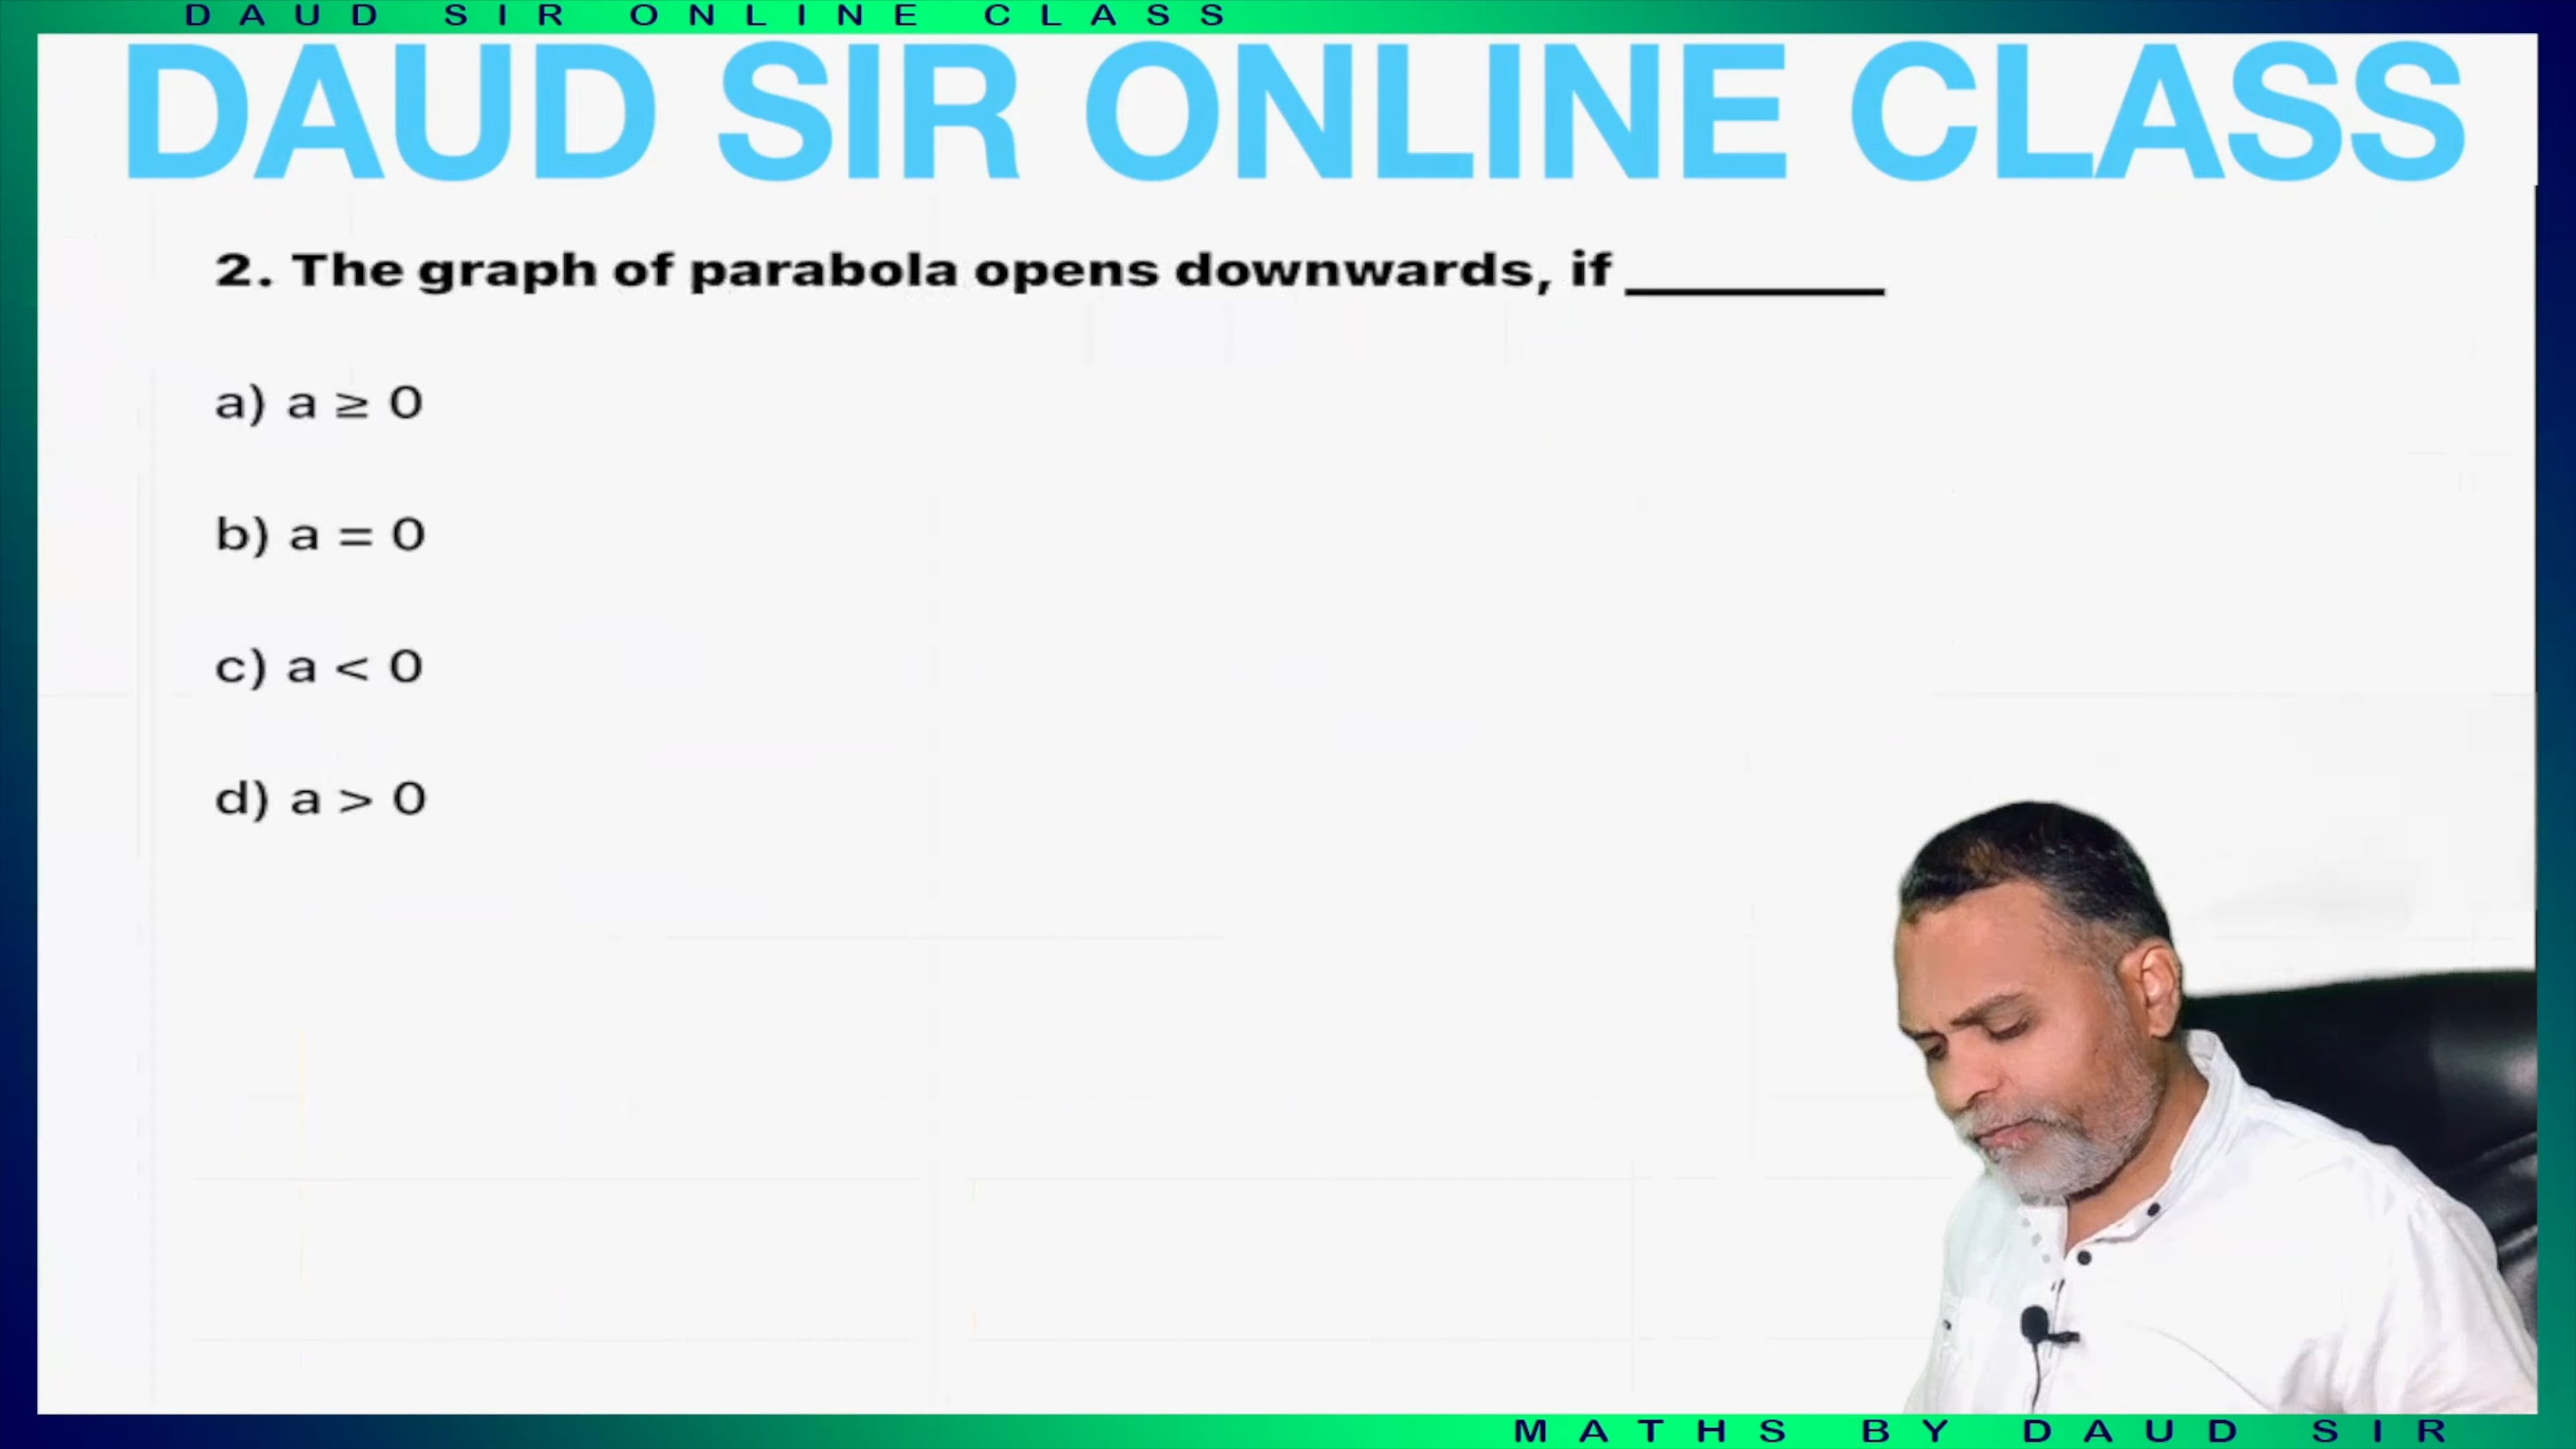 DAUD SIR ONLINE CLASS
DAUD SIR ONLINE CLASS
2. The graph of parabola opens downwards, if ________
a) a ≥ 0
b) a = 0
c) a < 0
d) a > 0
MATHS BY DAUD SIR